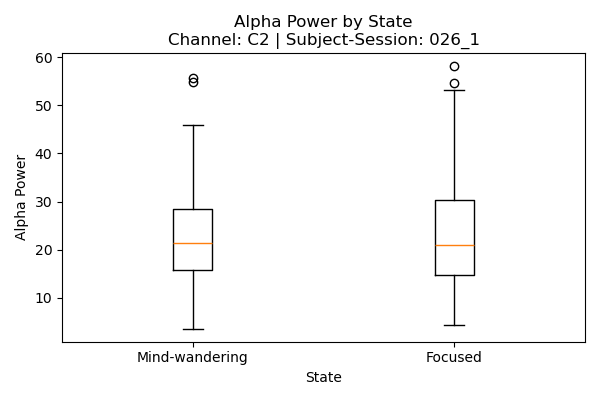 Alpha Power by State
Channel: C2 | Subject-Session: 026_1
Alpha Power
60
50
40
30
20
10
Mind-wandering
Focused
State